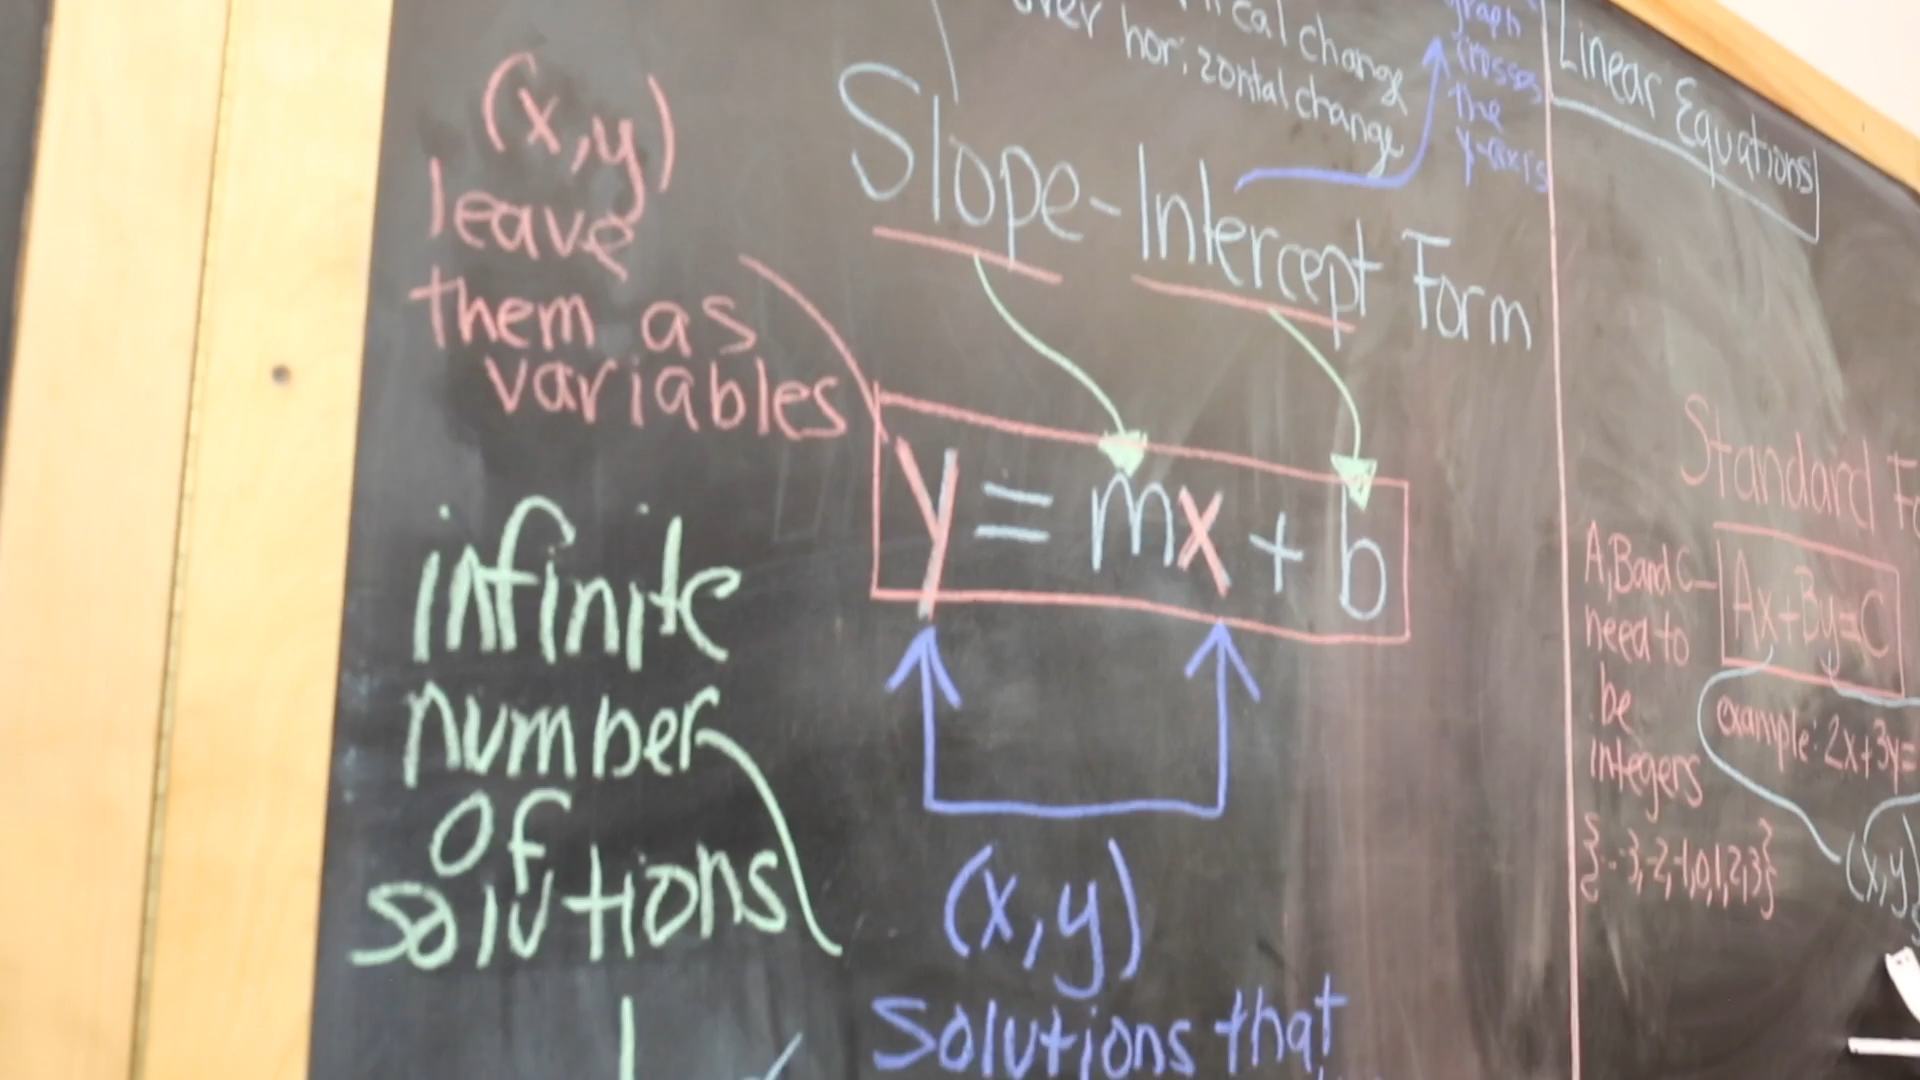 (x,y)
leave
them as
variables
infinite
number
of
solutions
change
over horizontal change
Slope-Intercept Form
y = mx + b
(x,y)
Solutions that
graph
crosses
the
y-axis
Linear Equations
Standard
A, B and C
need to
be
integers
{...-3,-2,-1,0,1,2,3}
Ax+By=C
example: 2x+3y=
(x,y)